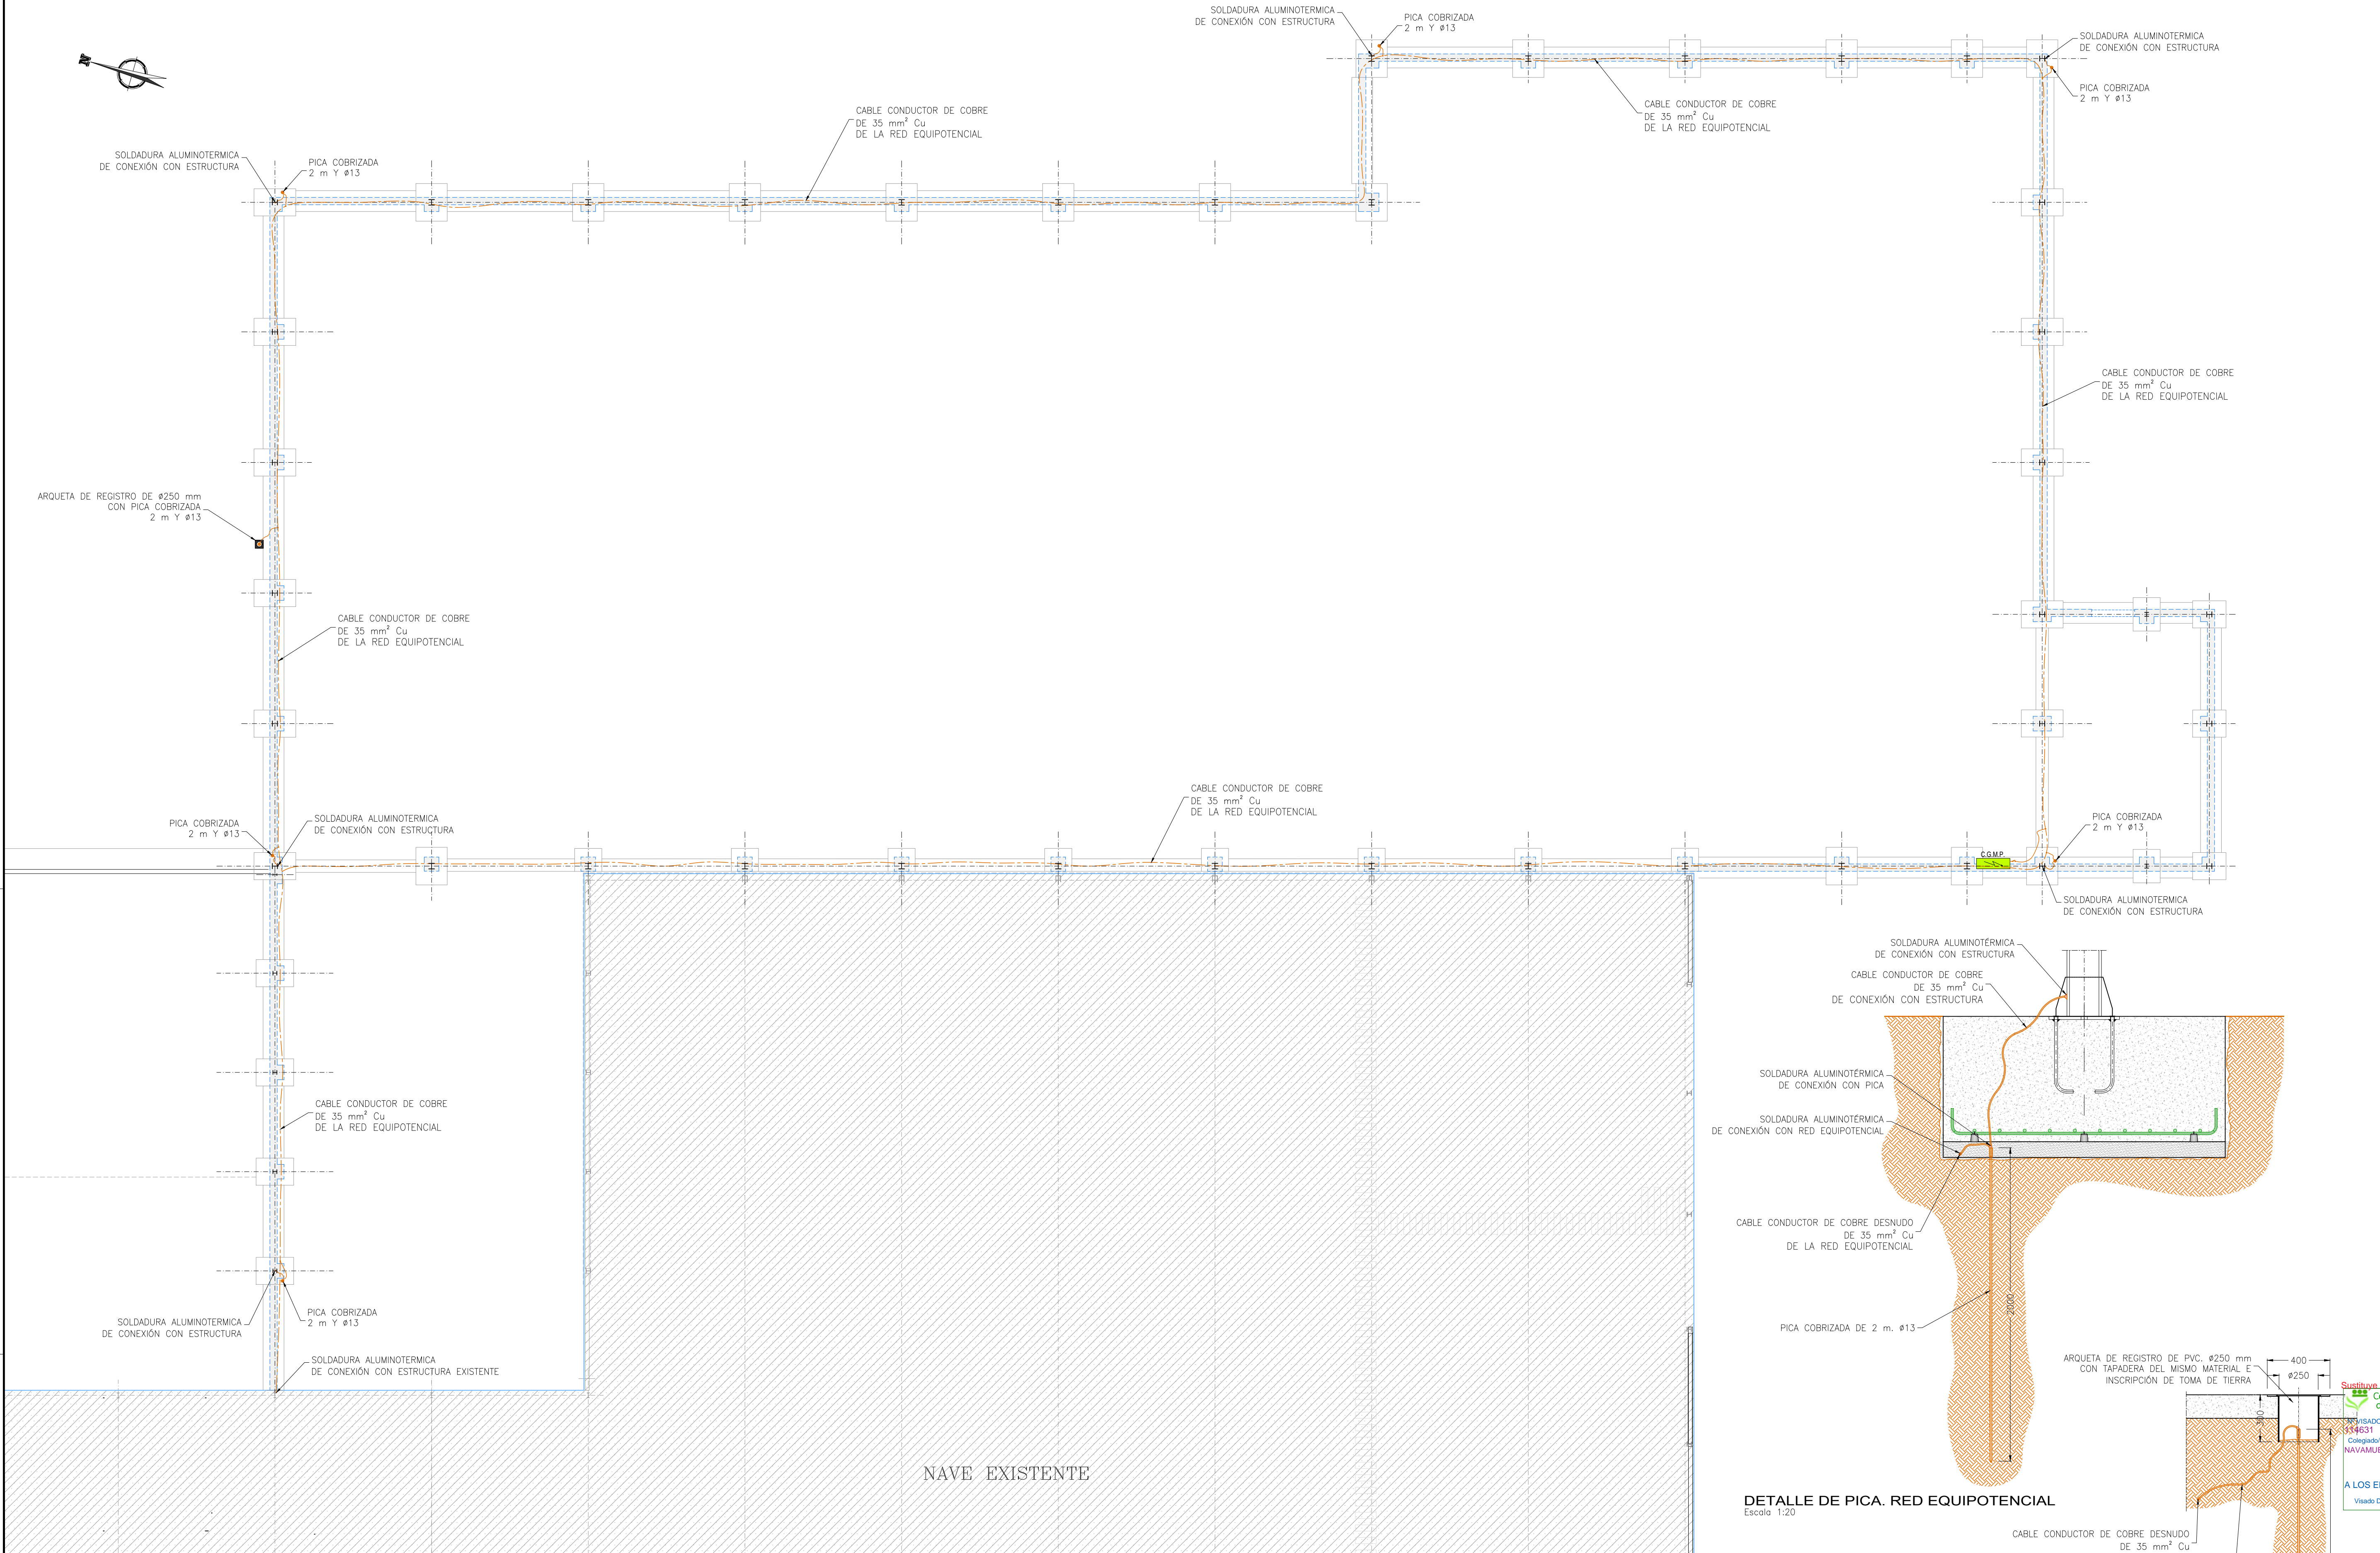 SOLDADURA ALUMINOTERMICA
DE CONEXIÓN CON ESTRUCTURA
PICA COBRIZADA
2 m Y ø13
SOLDADURA ALUMINOTERMICA
DE CONEXIÓN CON ESTRUCTURA
PICA COBRIZADA
2 m Y ø13
N
CABLE CONDUCTOR DE COBRE
DE 35 mm² Cu
DE LA RED EQUIPOTENCIAL
CABLE CONDUCTOR DE COBRE
DE 35 mm² Cu
DE LA RED EQUIPOTENCIAL
SOLDADURA ALUMINOTERMICA
DE CONEXIÓN CON ESTRUCTURA
PICA COBRIZADA
2 m Y ø13
CABLE CONDUCTOR DE COBRE
DE 35 mm² Cu
DE LA RED EQUIPOTENCIAL
ARQUETA DE REGISTRO DE ø250 mm
CON PICA COBRIZADA
2 m Y ø13
CABLE CONDUCTOR DE COBRE
DE 35 mm² Cu
DE LA RED EQUIPOTENCIAL
CABLE CONDUCTOR DE COBRE
DE 35 mm² Cu
DE LA RED EQUIPOTENCIAL
PICA COBRIZADA
2 m Y ø13
SOLDADURA ALUMINOTERMICA
DE CONEXIÓN CON ESTRUCTURA
PICA COBRIZADA
2 m Y ø13
C.G.M.P.
SOLDADURA ALUMINOTERMICA
DE CONEXIÓN CON ESTRUCTURA
SOLDADURA ALUMINOTÉRMICA
DE CONEXIÓN CON ESTRUCTURA
CABLE CONDUCTOR DE COBRE
DE 35 mm² Cu
DE CONEXIÓN CON ESTRUCTURA
SOLDADURA ALUMINOTÉRMICA
DE CONEXIÓN CON PICA
SOLDADURA ALUMINOTÉRMICA
DE CONEXIÓN CON RED EQUIPOTENCIAL
CABLE CONDUCTOR DE COBRE
DE 35 mm² Cu
DE LA RED EQUIPOTENCIAL
CABLE CONDUCTOR DE COBRE DESNUDO
DE 35 mm² Cu
DE LA RED EQUIPOTENCIAL
2000
PICA COBRIZADA DE 2 m. ø13
PICA COBRIZADA
2 m Y ø13
SOLDADURA ALUMINOTERMICA
DE CONEXIÓN CON ESTRUCTURA
SOLDADURA ALUMINOTERMICA
DE CONEXIÓN CON ESTRUCTURA EXISTENTE
NAVE EXISTENTE
DETALLE DE PICA. RED EQUIPOTENCIAL
Escala 1:20
ARQUETA DE REGISTRO DE PVC. ø250 mm
CON TAPADERA DEL MISMO MATERIAL E
INSCRIPCIÓN DE TOMA DE TIERRA
400
ø250
300
Sustituye
VISADO
114631
Colegiado/
A LOS
Visado D
CABLE CONDUCTOR DE COBRE DESNUDO
DE 35 mm² Cu